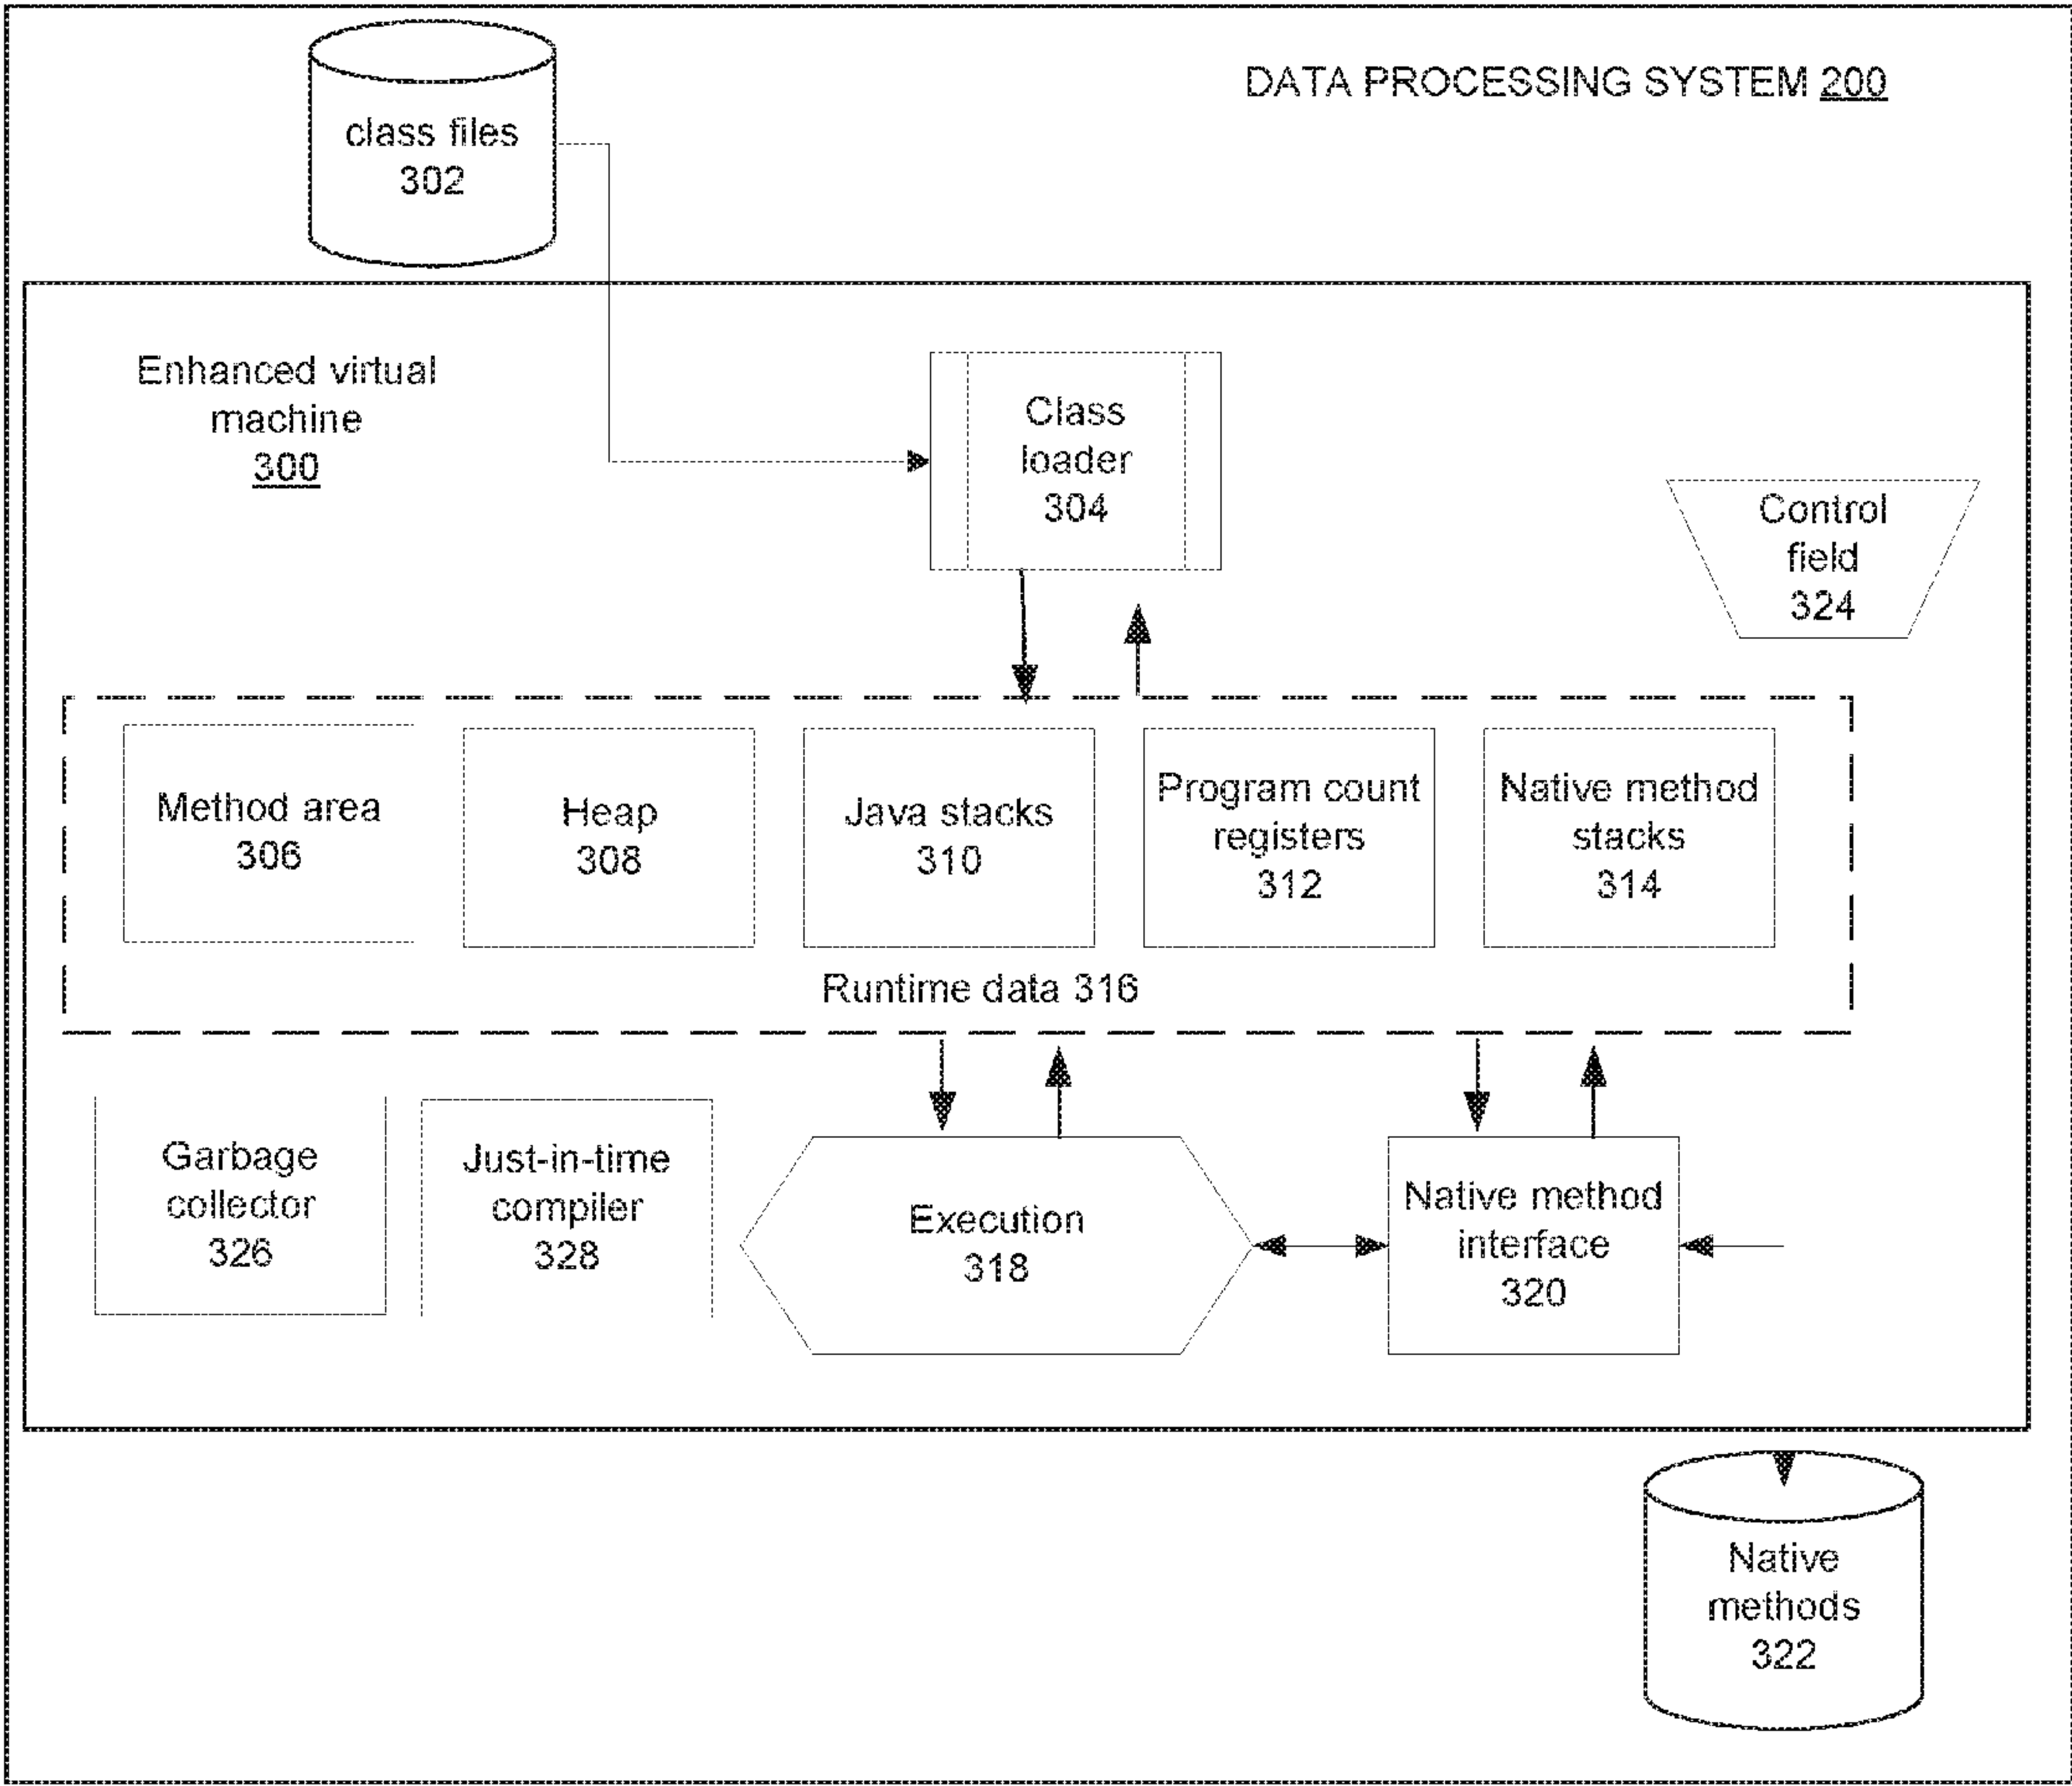 DATA PROCESSING SYSTEM 200
class files
302
Enhanced virtual
machine
300
Class
loader
304
Control
field
324
Method area
306
Heap
308
Java stacks
310
Program count
registers
312
Native method
stacks
314
Runtime data 316
Garbage
collector
326
Just-in-time
compiler
328
Execution
318
Native method
interface
320
Native
methods
322